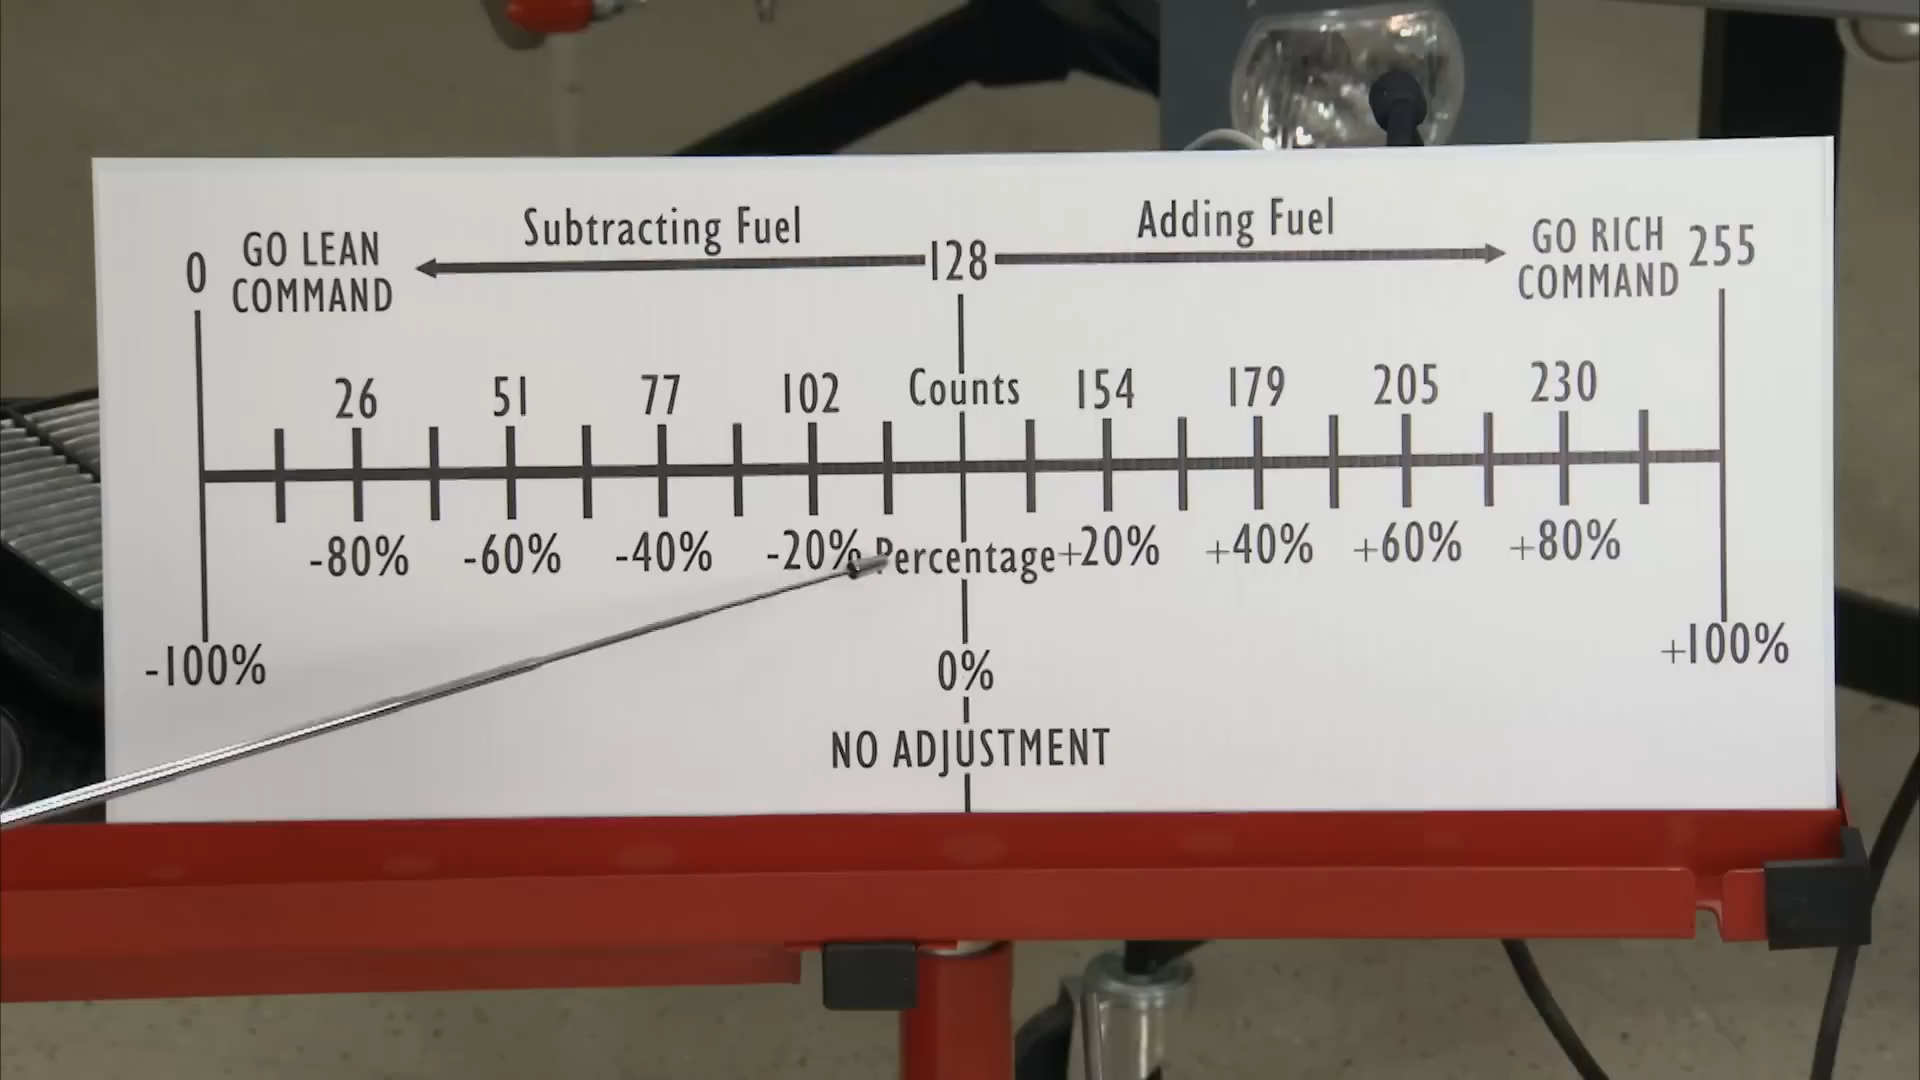 Subtracting Fuel
Adding Fuel
0 GO LEAN COMMAND
128
GO RICH COMMAND 255
26 51 77 102 Counts 154 179 205 230
-80% -60% -40% -20% Percentage +20% +40% +60% +80%
-100% 0% +100%
NO ADJUSTMENT